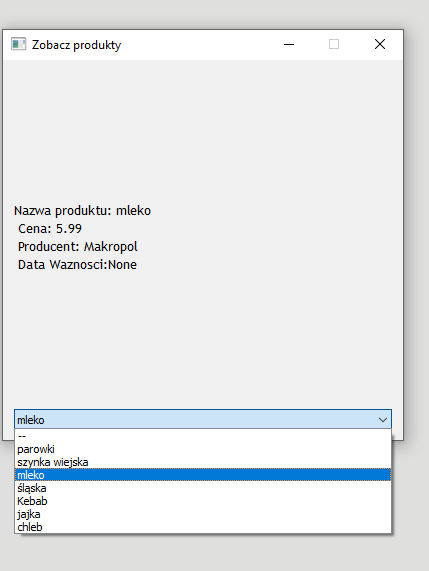 Zobacz produkty
Nazwa produktu: mleko
Cena: 5.99
Producent: Makropol
Data Waznosci:None
mleko
--
parowki
szynka wiejska
mleko
śląska
Kebab
jajka
chleb